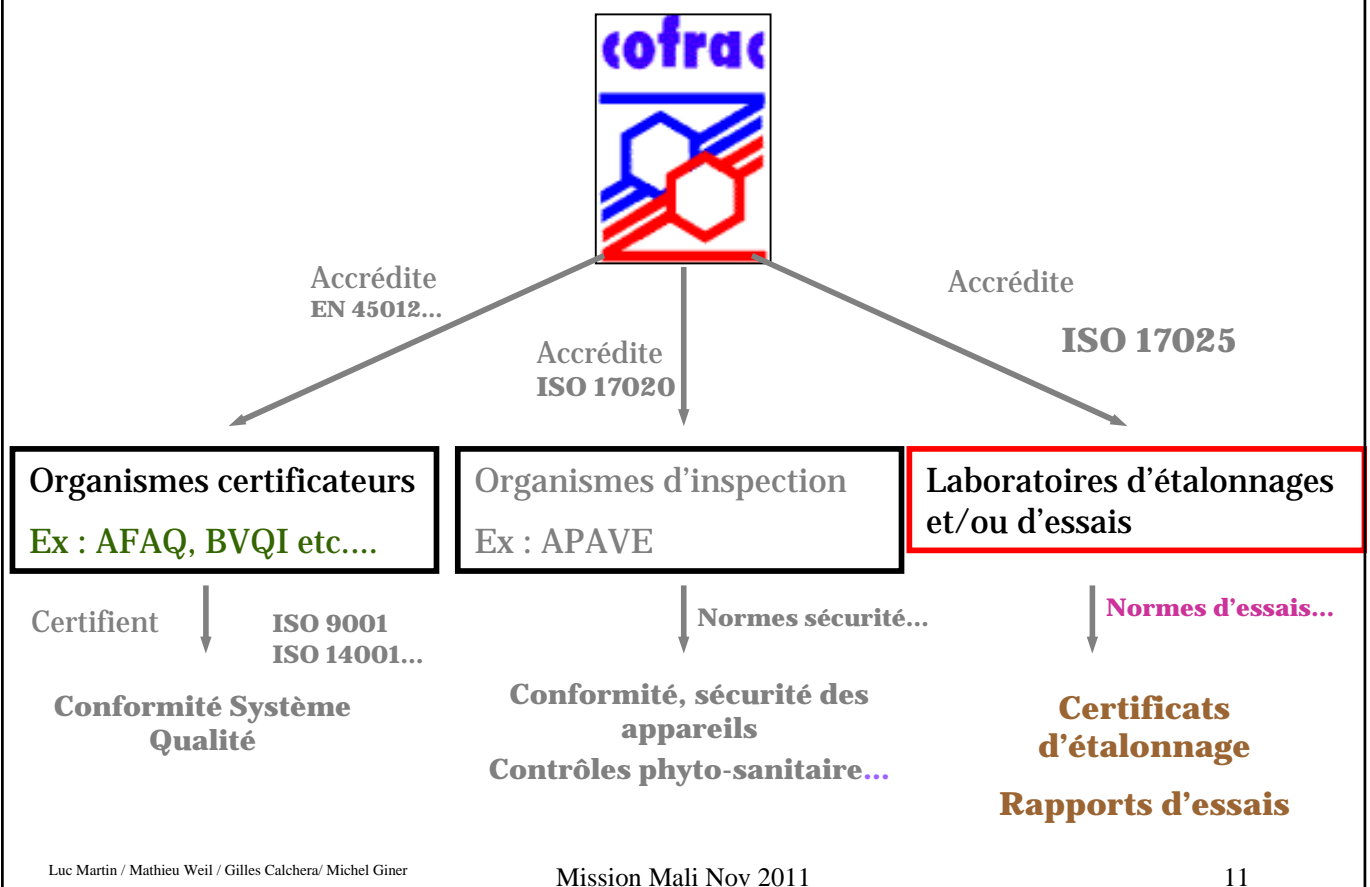 cofrac
Accrédite
EN 45012...
Accrédite
ISO 17020
Accrédite
ISO 17025
Organismes certificateurs
Ex : AFAQ, BVQI etc....
Organismes d'inspection
Ex : APAVE
Laboratoires d'étalonnages
et/ou d'essais
Certifient
ISO 9001
ISO 14001...
Normes sécurité...
Normes d'essais...
Conformité Système
Qualité
Conformité, sécurité des
appareils
Contrôles phyto-sanitaire...
Certificats
d'étalonnage
Rapports d'essais
Luc Martin / Mathieu Weil / Gilles Calchera/ Michel Giner
Mission Mali Nov 2011
11